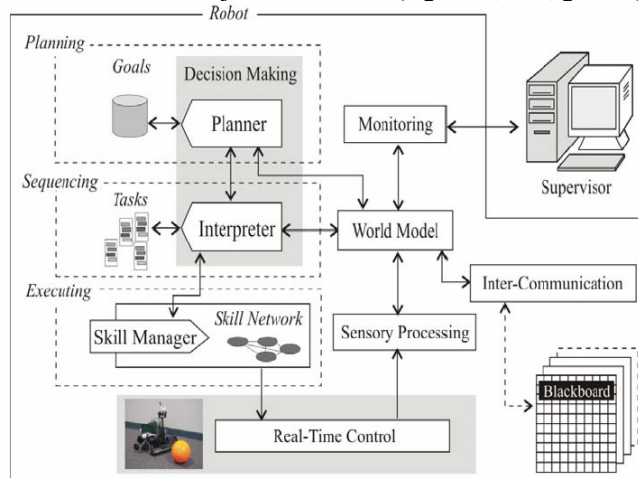 Robot
Planning
Goals
Decision Making
Planner
Monitoring
Supervisor
Sequencing
Tasks
Interpreter
World Model
Inter-Communication
Executing
Skill Manager
Skill Network
Sensory Processing
Blackboard
Real-Time Control